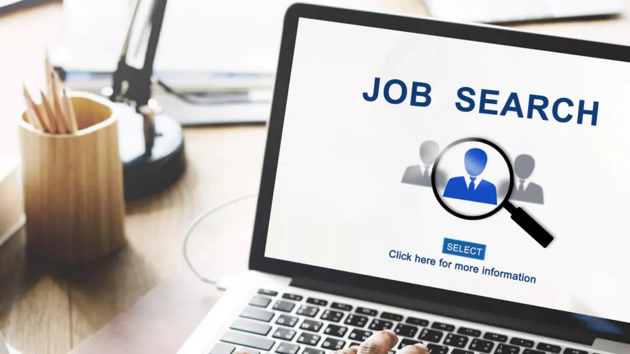 JOB SEARCH
SELECT
Click here for more information